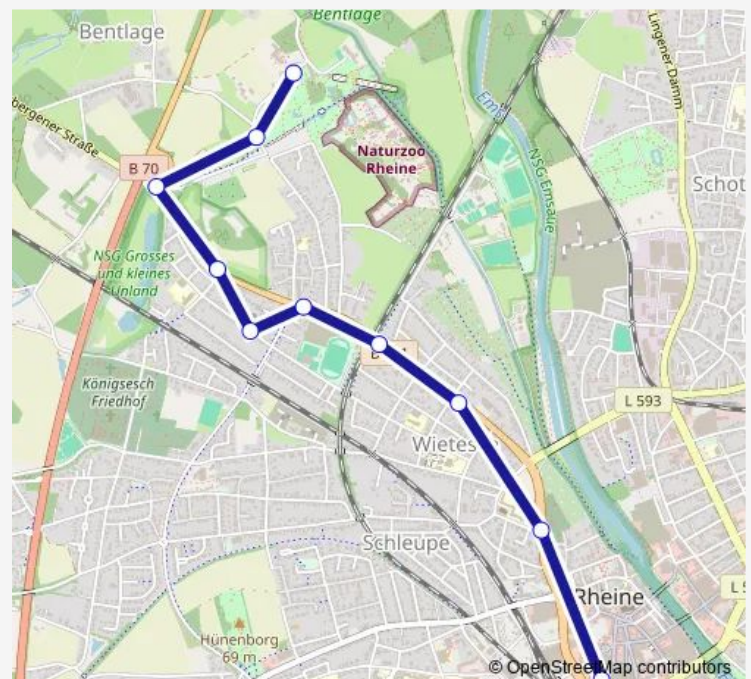 Bentlage
Bentlage
Lingener Damm
bergener Straße
Ems
Naturzoo
Rheine
B 70
NSG Emsaue
Schot
NSG Grosses
und kleines
Unland
Königsesch
Friedhof
L 593
Schleupe
Rheine
Hünenborg
69 m
© OpenStreetMap contributors